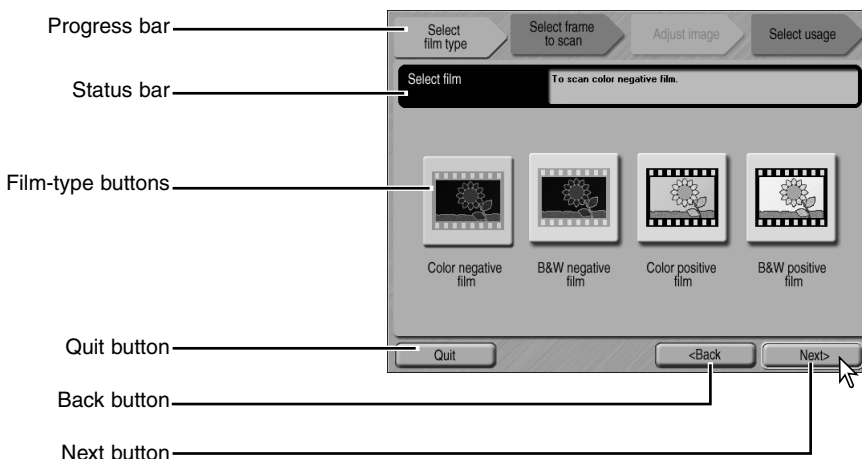 Progress bar
Select
film type
Select frame
to scan
Adjust image
Select usage
Status bar
Select film
To scan color negative film.
Film-type buttons
Color negative
film
B&W negative
film
Color positive
film
B&W positive
film
Quit button
Quit
<Back
Next>
Back button
Next button